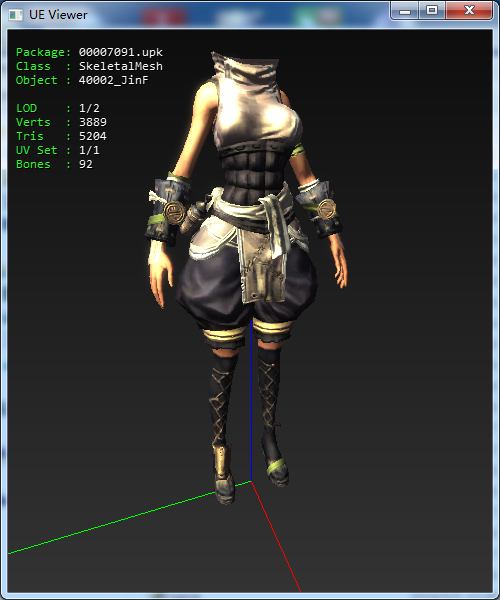 UE Viewer
Package: 00007091.upk
Class  : SkeletalMesh
Object : 40002_JinF
LOD    : 1/2
Verts  : 3889
Tris   : 5204
UV Set : 1/1
Bones  : 92